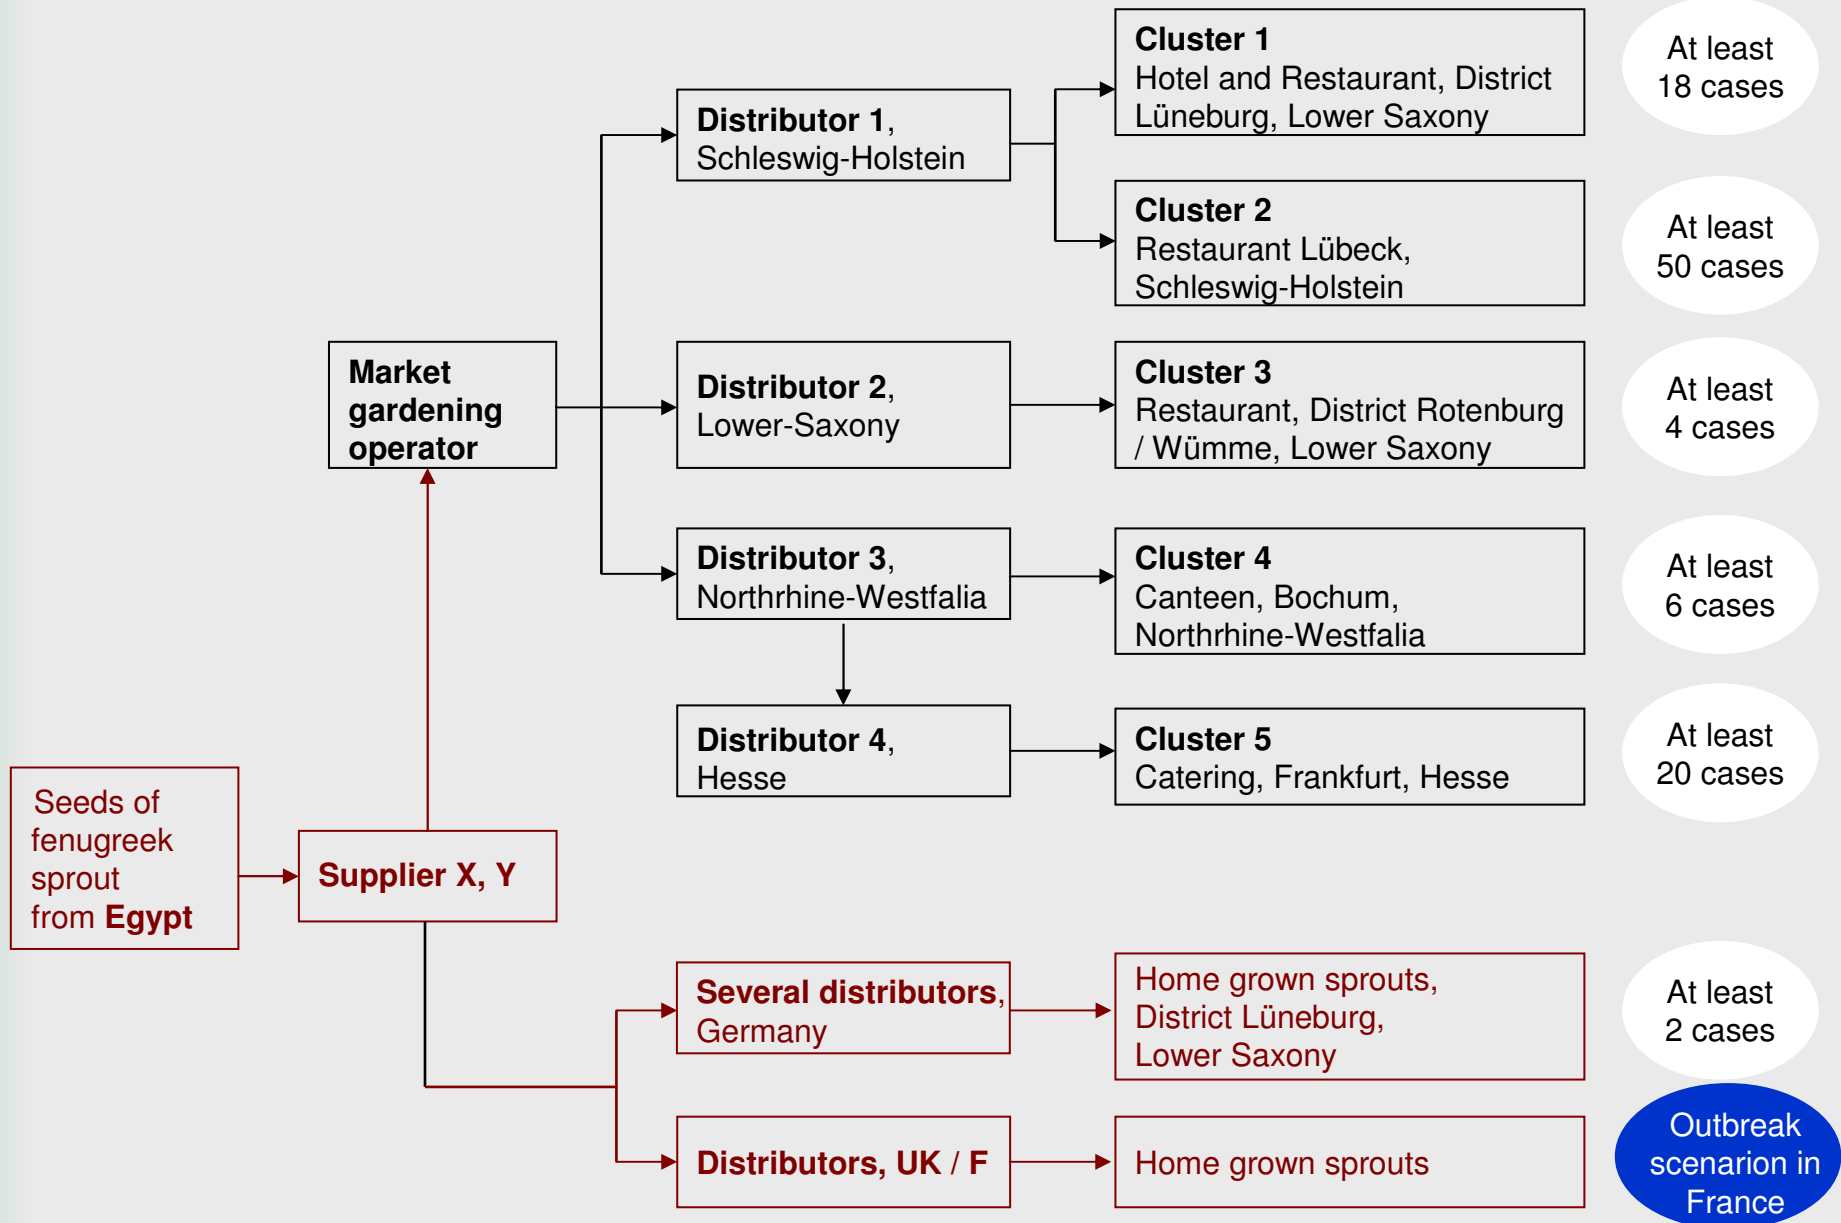 Cluster 1
Hotel and Restaurant, District
Lüneburg, Lower Saxony
At least
18 cases
Distributor 1,
Schleswig-Holstein
Cluster 2
Restaurant Lübeck,
Schleswig-Holstein
At least
50 cases
Market
gardening
operator
Distributor 2,
Lower-Saxony
Cluster 3
Restaurant, District Rotenburg
/ Wümme, Lower Saxony
At least
4 cases
Distributor 3,
Northrhine-Westfalia
Cluster 4
Canteen, Bochum,
Northrhine-Westfalia
At least
6 cases
Distributor 4,
Hesse
Cluster 5
Catering, Frankfurt, Hesse
At least
20 cases
Seeds of
fenugreek
sprout
from Egypt
Supplier X, Y
Several distributors,
Germany
Home grown sprouts,
District Lüneburg,
Lower Saxony
At least
2 cases
Distributors, UK / F
Home grown sprouts
Outbreak
scenarion in
France